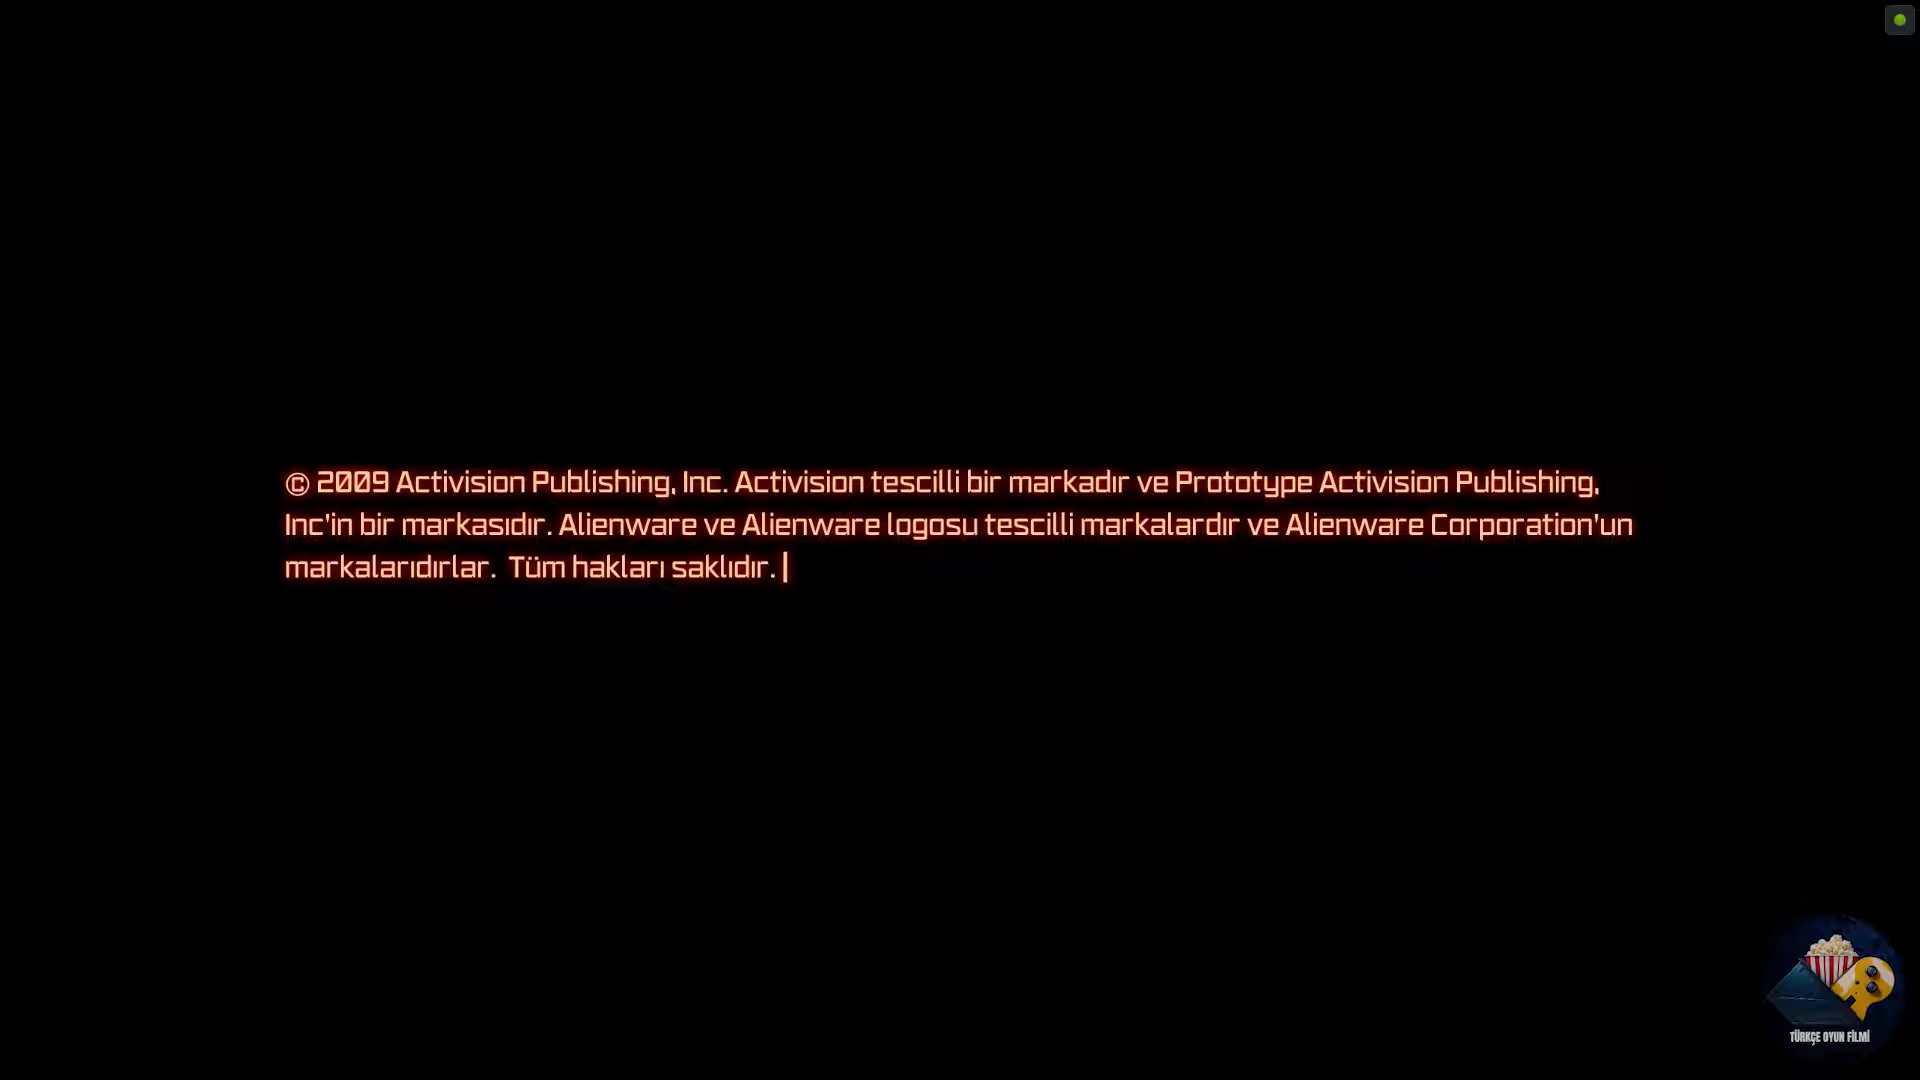 © 2009 Activision Publishing, Inc. Activision tescilli bir markadır ve Prototype Activision Publishing,
Inc'in bir markasıdır. Alienware ve Alienware logosu tescilli markalardır ve Alienware Corporation'un
markalarıdırlar.  Tüm hakları saklıdır.
TÜRKÇE OYUN FİLMİ